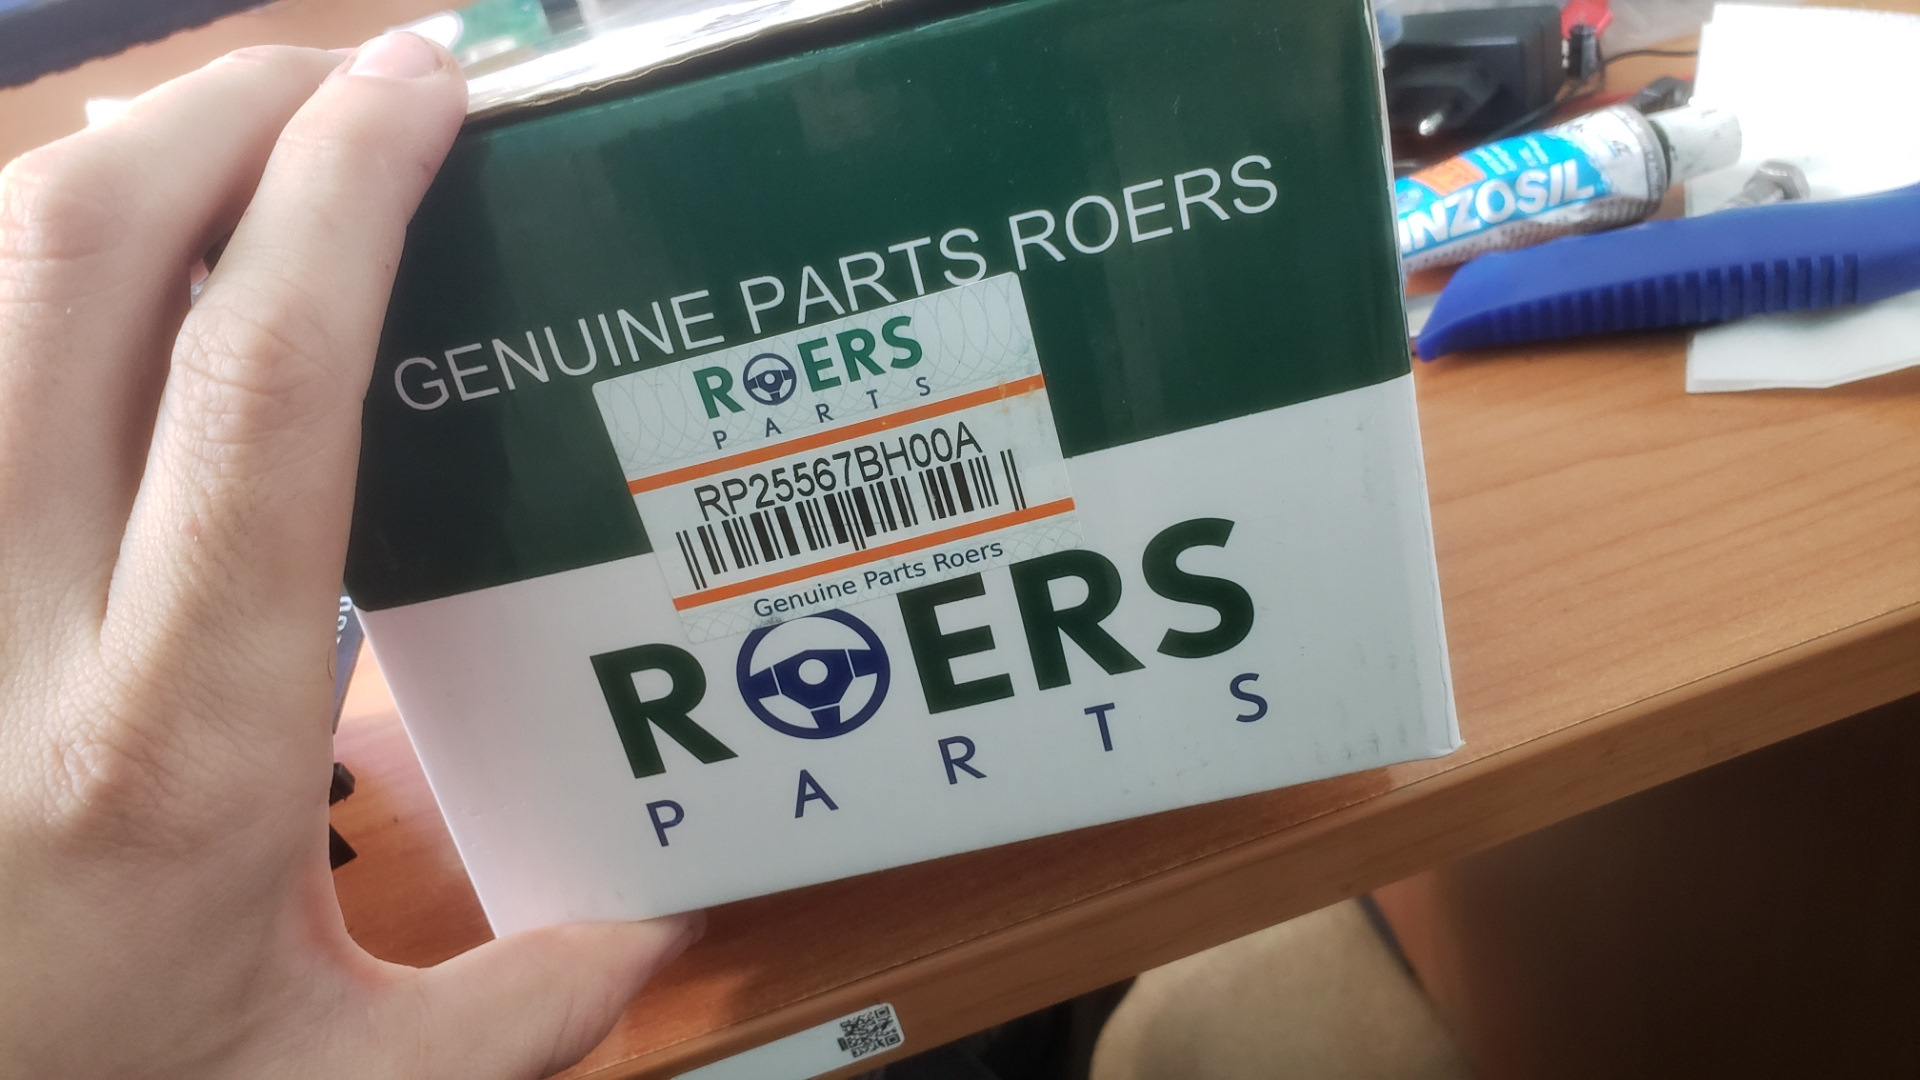 GENUINE PARTS ROERS
ROERS
PARTS
RP25567BH00A
Genuine Parts Roers
ROERS
PARTS
INZOSIL